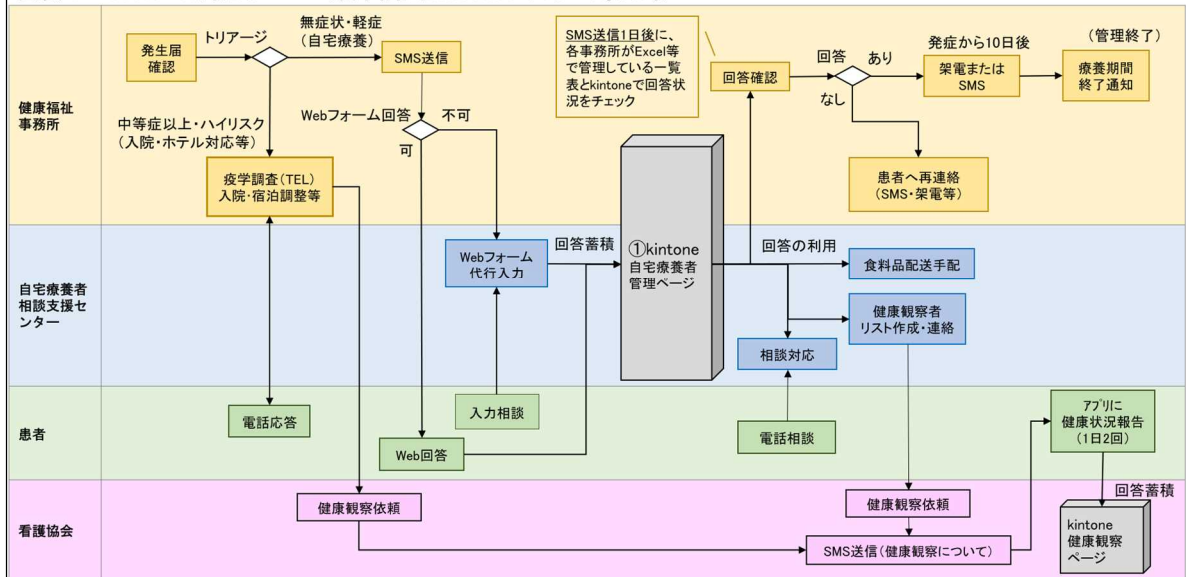 健康福祉
事務所
発生届
確認
トリアージ
無症状・軽症
(自宅療養)
SMS送信
中等症以上・ハイリスク
(入院・ホテル対応等)
Webフォーム回答
不可
可
疫学調査(TEL)
入院・宿泊調整等
SMS送信1日後に、
各事務所がExcel等
で管理している一覧
表とkintoneで回答状
況をチェック
回答確認
回答
あり
なし
発症から10日後
架電または
SMS
(管理終了)
療養期間
終了通知
患者へ再連絡
(SMS・架電等)
自宅療養者
相談支援セ
ンター
Webフォーム
代行入力
回答蓄積
①kintone
自宅療養者
管理ページ
回答の利用
食料品配送手配
健康観察者
リスト作成・連絡
相談対応
患者
電話応答
入力相談
Web回答
電話相談
アプリに
健康状況報告
(1日2回)
看護協会
健康観察依頼
健康観察依頼
SMS送信(健康観察について)
回答蓄積
kintone
健康観察
ページ